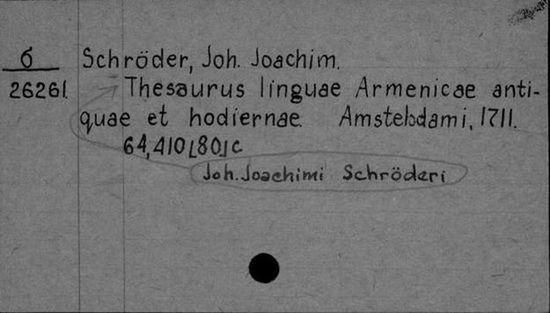 б Schröder, Joh. Joachim.
26261. Thesaurus linguae Armenicae anti-
quae et hodiernae. Amstelodami, 1711.
64,410,[80] c
Joh. Joachimi Schröderi